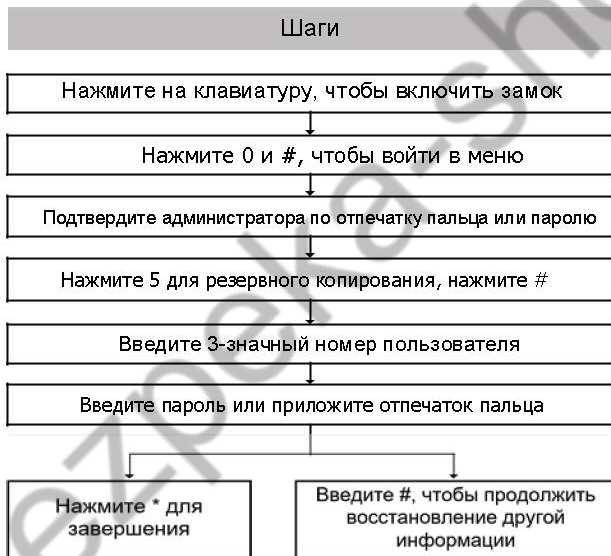 Шаги
Нажмите на клавиатуру, чтобы включить замок
Нажмите 0 и #, чтобы войти в меню
Подтвердите администратора по отпечатку пальца или паролю
Нажмите 5 для резервного копирования, нажмите #
Введите 3-значный номер пользователя
Введите пароль или приложите отпечаток пальца
Нажмите * для
завершения
Введите #, чтобы продолжить
восстановление другой
информации
ezpeka-sh